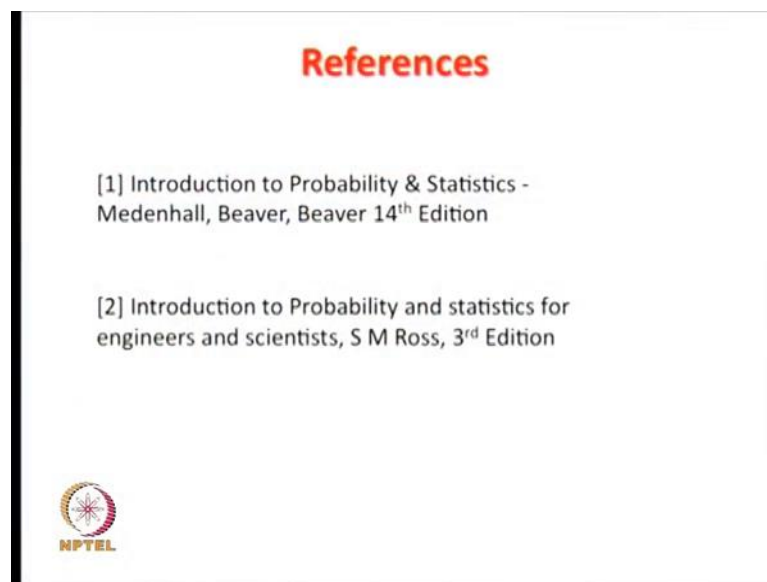 References
[1] Introduction to Probability & Statistics -
Medenhall, Beaver, Beaver 14th Edition
[2] Introduction to Probability and statistics for
engineers and scientists, S M Ross, 3rd Edition
NPTEL